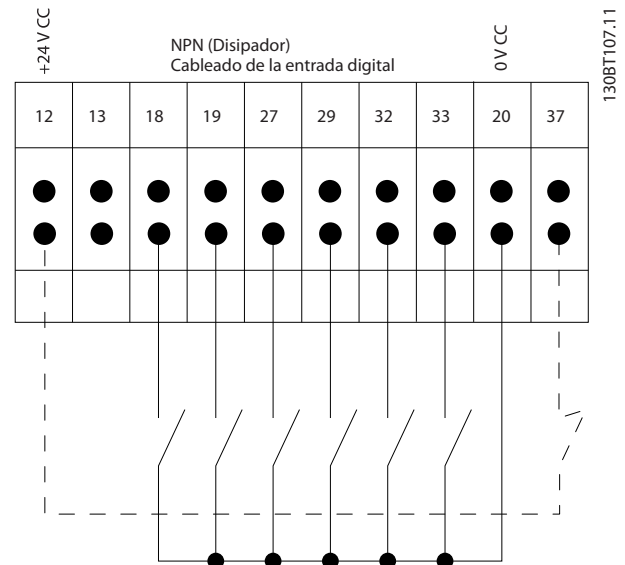 +24 V CC
NPN (Disipador)
Cableado de la entrada digital
0 V CC
130BT107.11
12 13 18 19 27 29 32 33 20 37